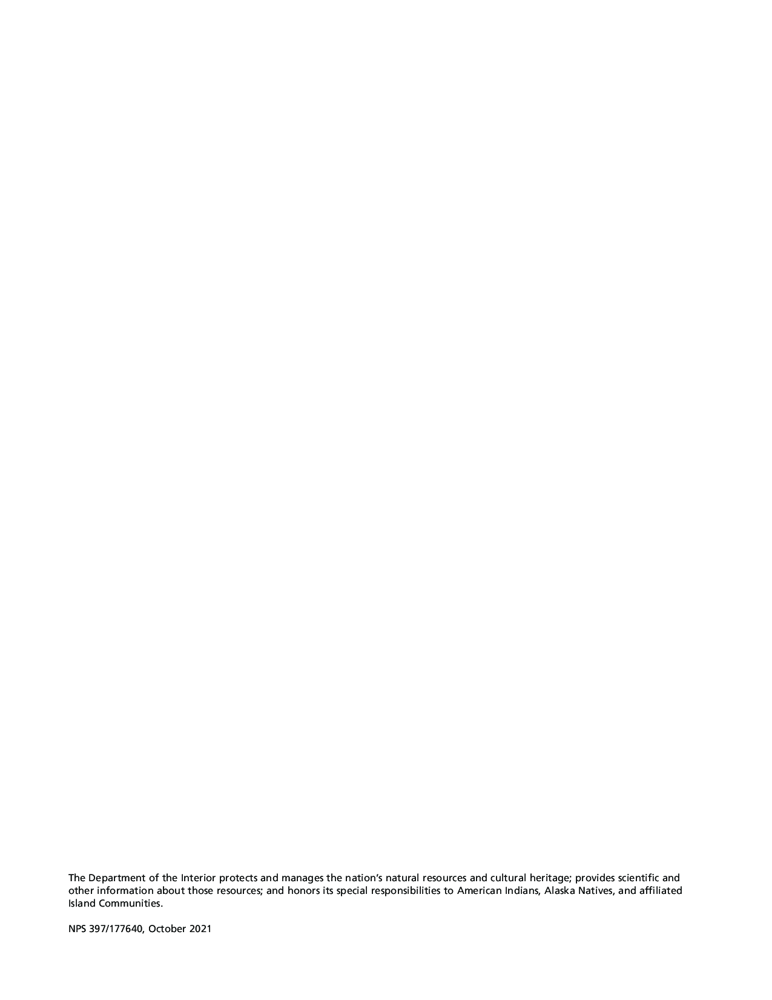 The Department of the Interior protects and manages the nation’s natural resources and cultural heritage; provides scientific and
other information about those resources; and honors its special responsibilities to American Indians, Alaska Natives, and affiliated
Island Communities.
NPS 397/177640, October 2021